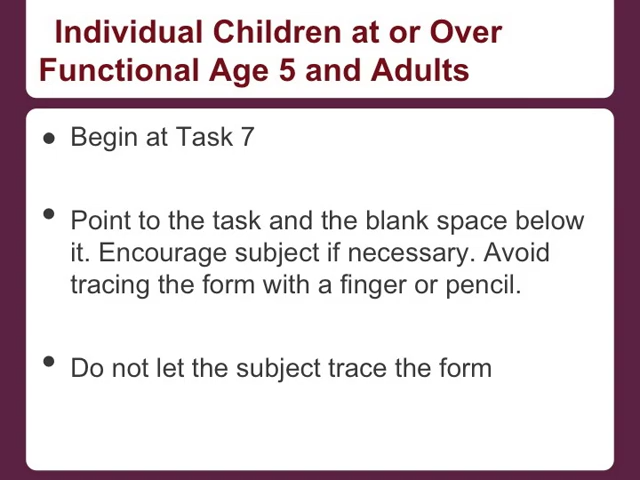 Individual Children at or Over
Functional Age 5 and Adults
● Begin at Task 7
• Point to the task and the blank space below
it. Encourage subject if necessary. Avoid
tracing the form with a finger or pencil.
• Do not let the subject trace the form